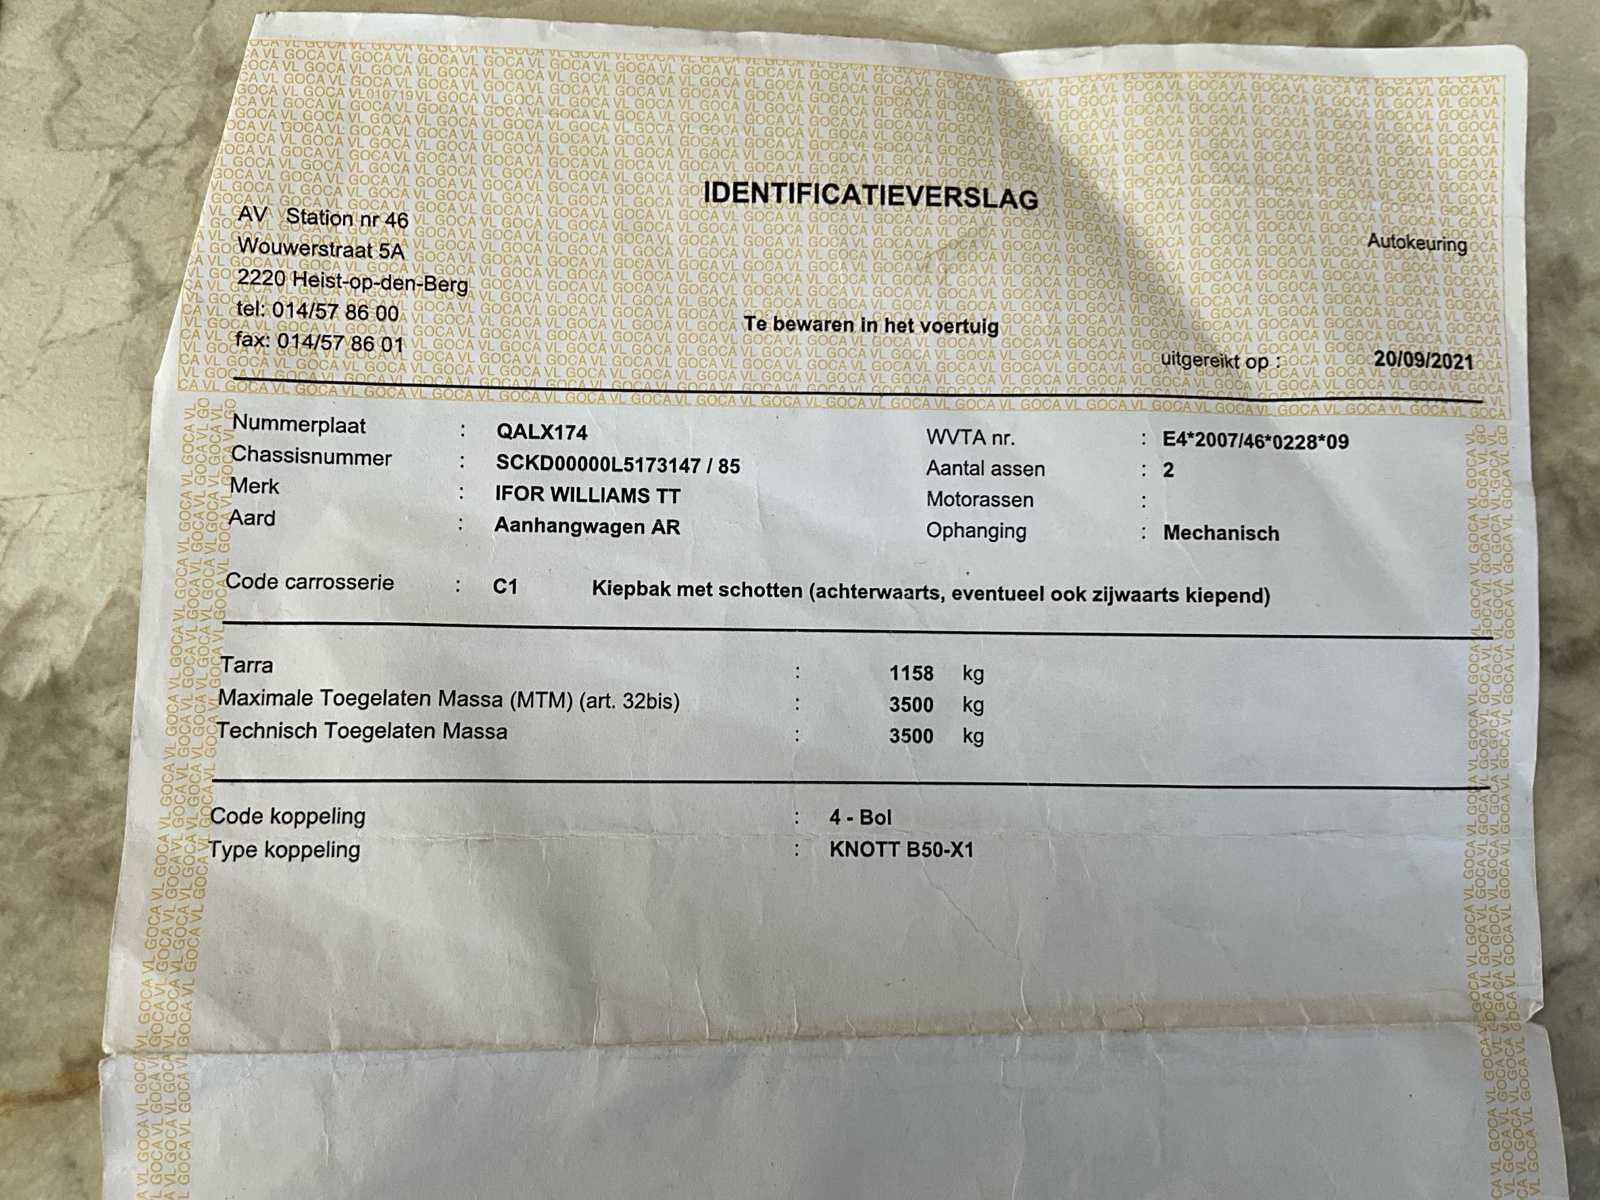 IDENTIFICATIEVERSLAG
AV Station nr 46
Wouwerstraat 5A
2220 Heist-op-den-Berg
tel: 014/57 86 00
fax: 014/57 86 01
Autokeuring
Te bewaren in het voertuig
uitgereikt op : 20/09/2021
Nummerplaat : QALX174
Chassisnummer : SCKD00000L5173147 / 85
Merk : IFOR WILLIAMS TT
Aard : Aanhangwagen AR
WVTA nr. : E4*2007/46*0228*09
Aantal assen : 2
Motorassen :
Ophanging : Mechanisch
Code carrosserie : C1 Kiepbak met schotten (achterwaarts, eventueel ook zijwaarts kiepend)
Tarra : 1158 kg
Maximale Toegelaten Massa (MTM) (art. 32bis) : 3500 kg
Technisch Toegelaten Massa : 3500 kg
Code koppeling : 4 - Bol
Type koppeling : KNOTT B50-X1